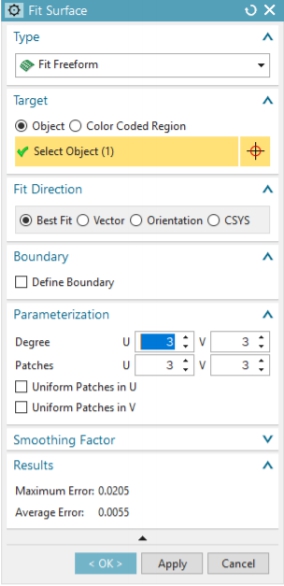 Fit Surface
Type
Fit Freeform
Target
Object Color Coded Region
Select Object (1)
Fit Direction
Best Fit Vector Orientation CSYS
Boundary
Define Boundary
Parameterization
Degree U 3 V 3
Patches U 3 V 3
Uniform Patches in U
Uniform Patches in V
Smoothing Factor
Results
Maximum Error: 0.0205
Average Error: 0.0055
< OK > Apply Cancel